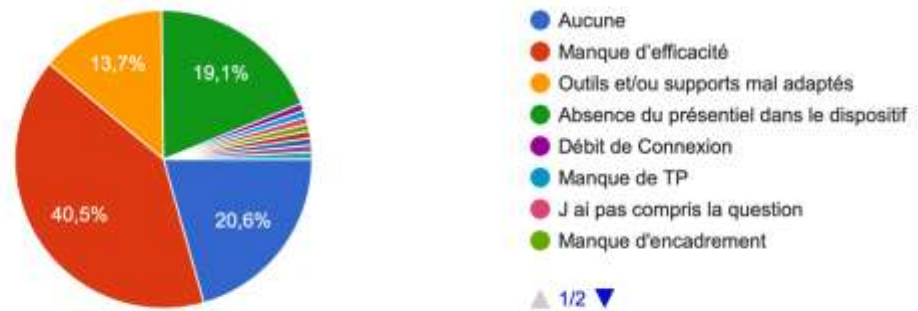 13,7%
19,1%
40,5%
20,6%
Aucune
Manque d'efficacité
Outils et/ou supports mal adaptés
Absence du présentiel dans le dispositif
Débit de Connexion
Manque de TP
J ai pas compris la question
Manque d'encadrement
1/2